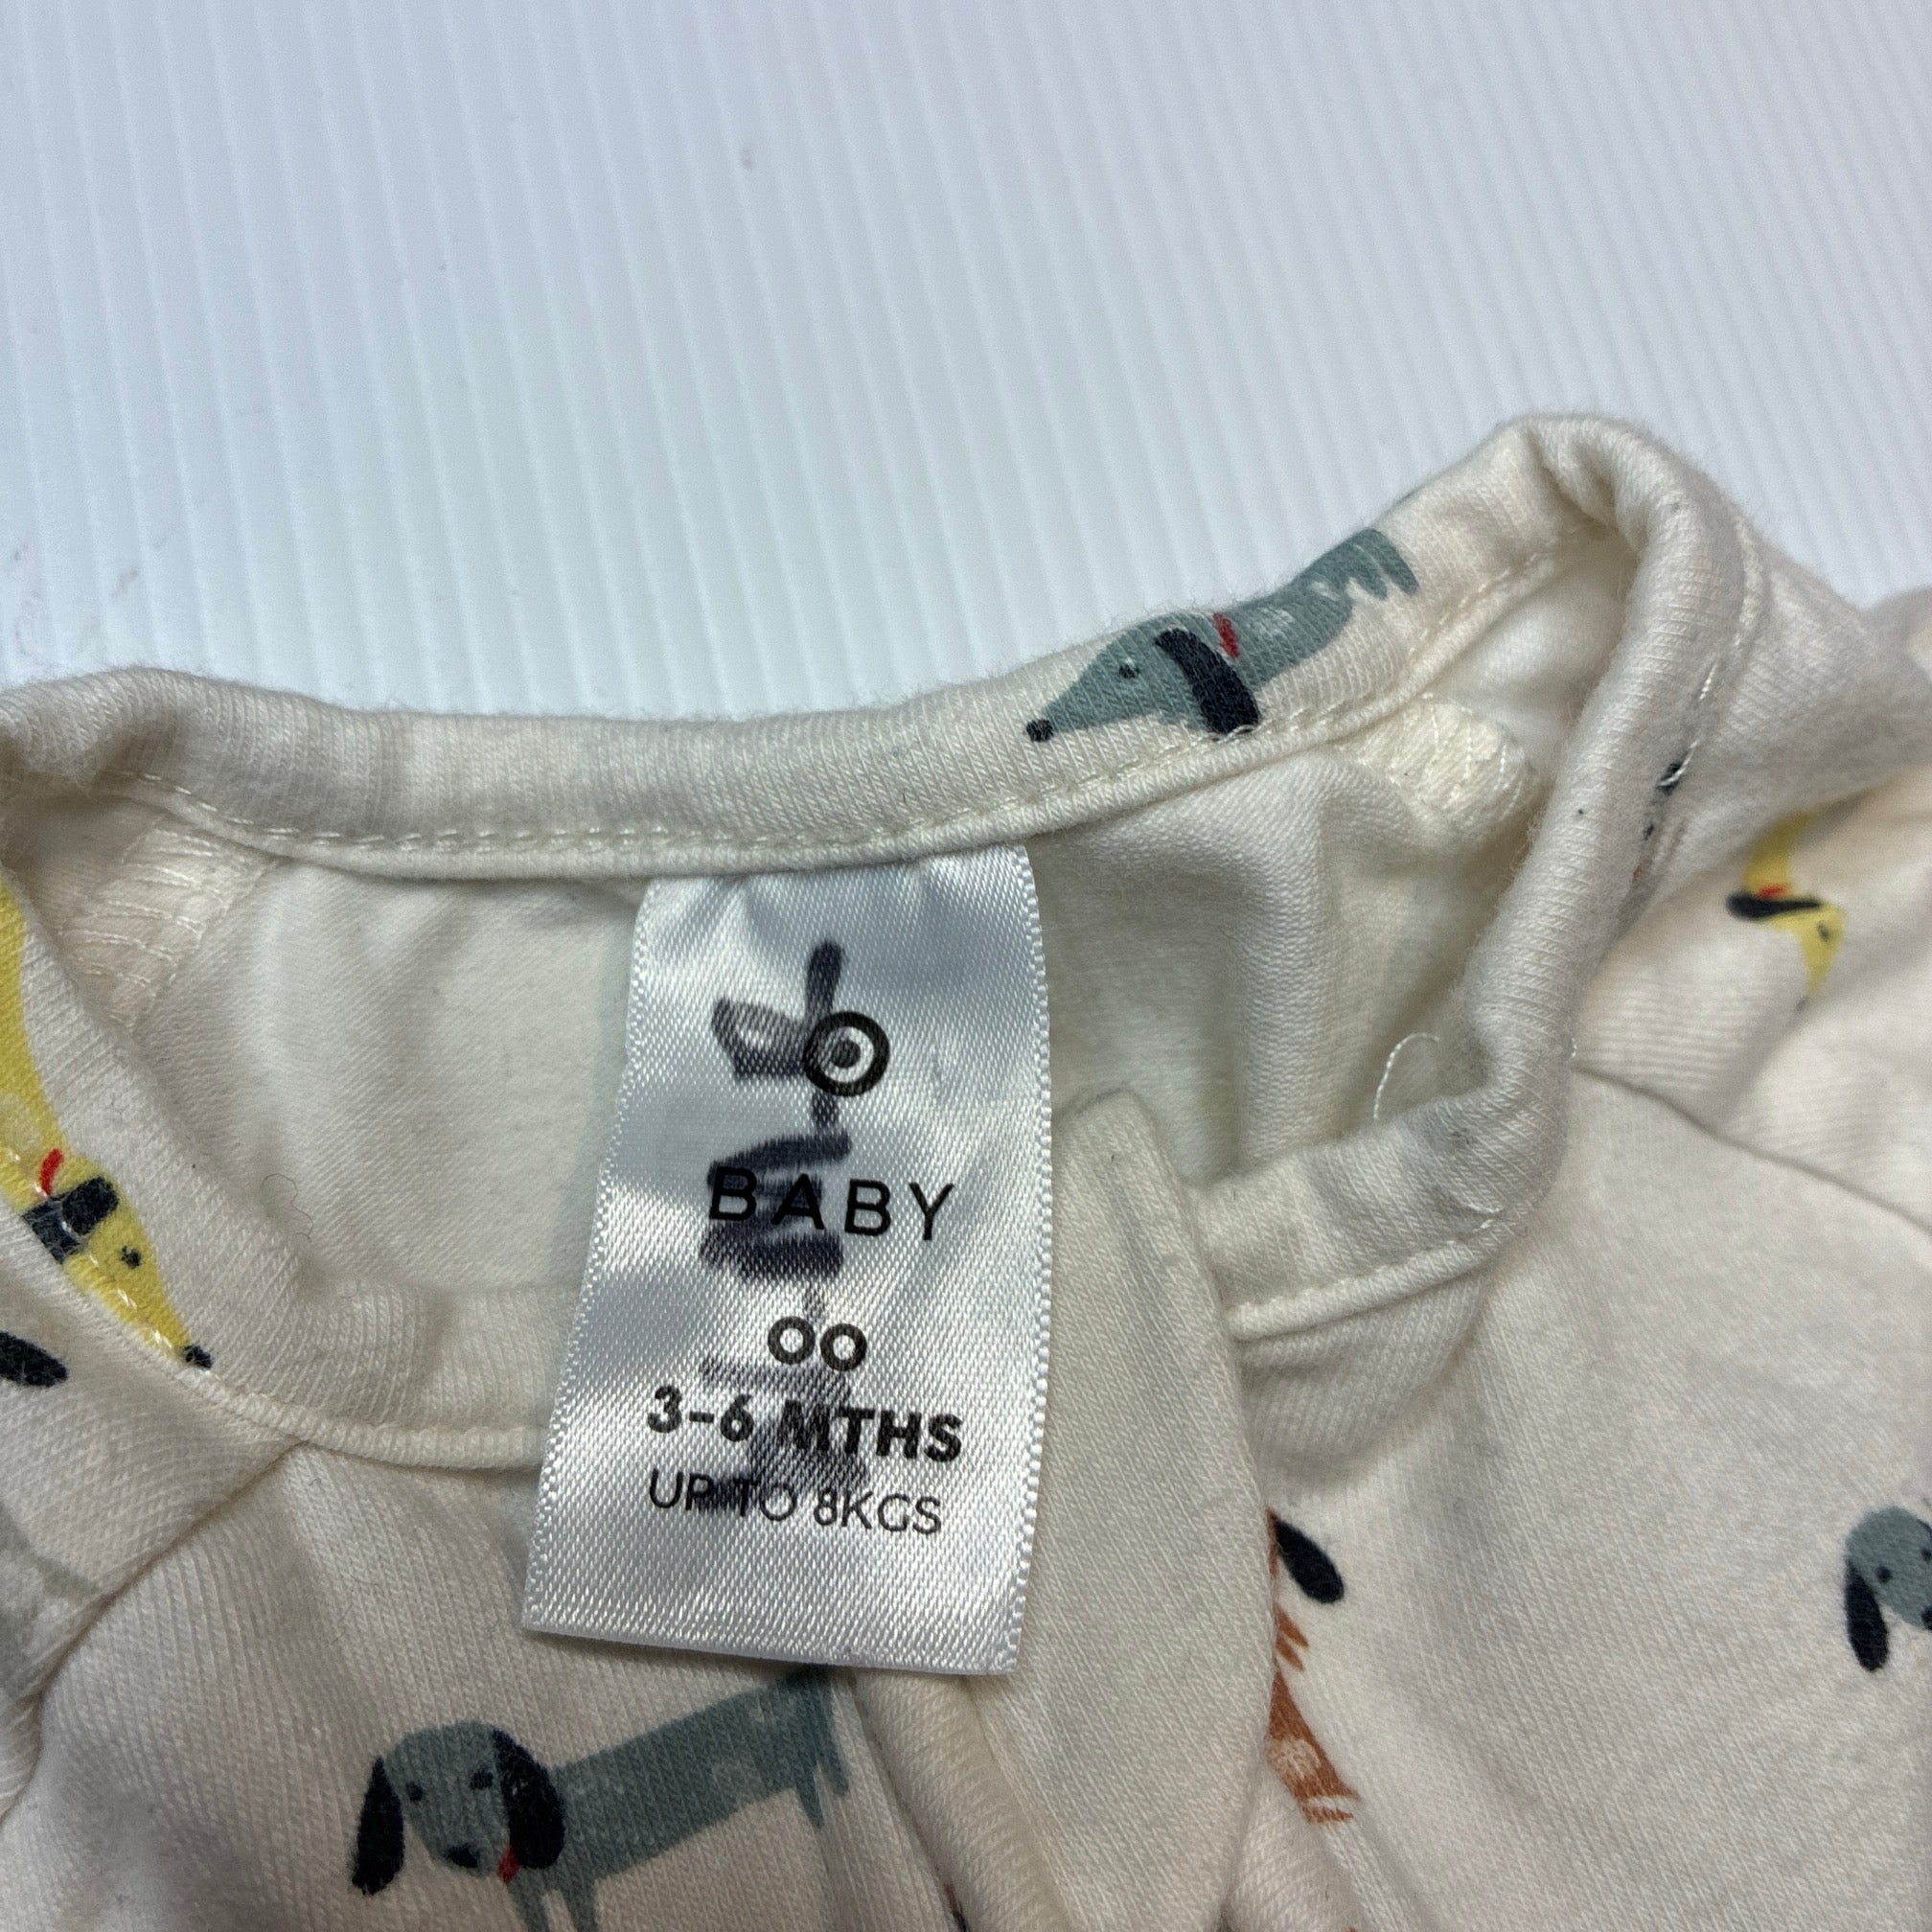 BABY
00
3-6 MTHS
UP TO 8KGS